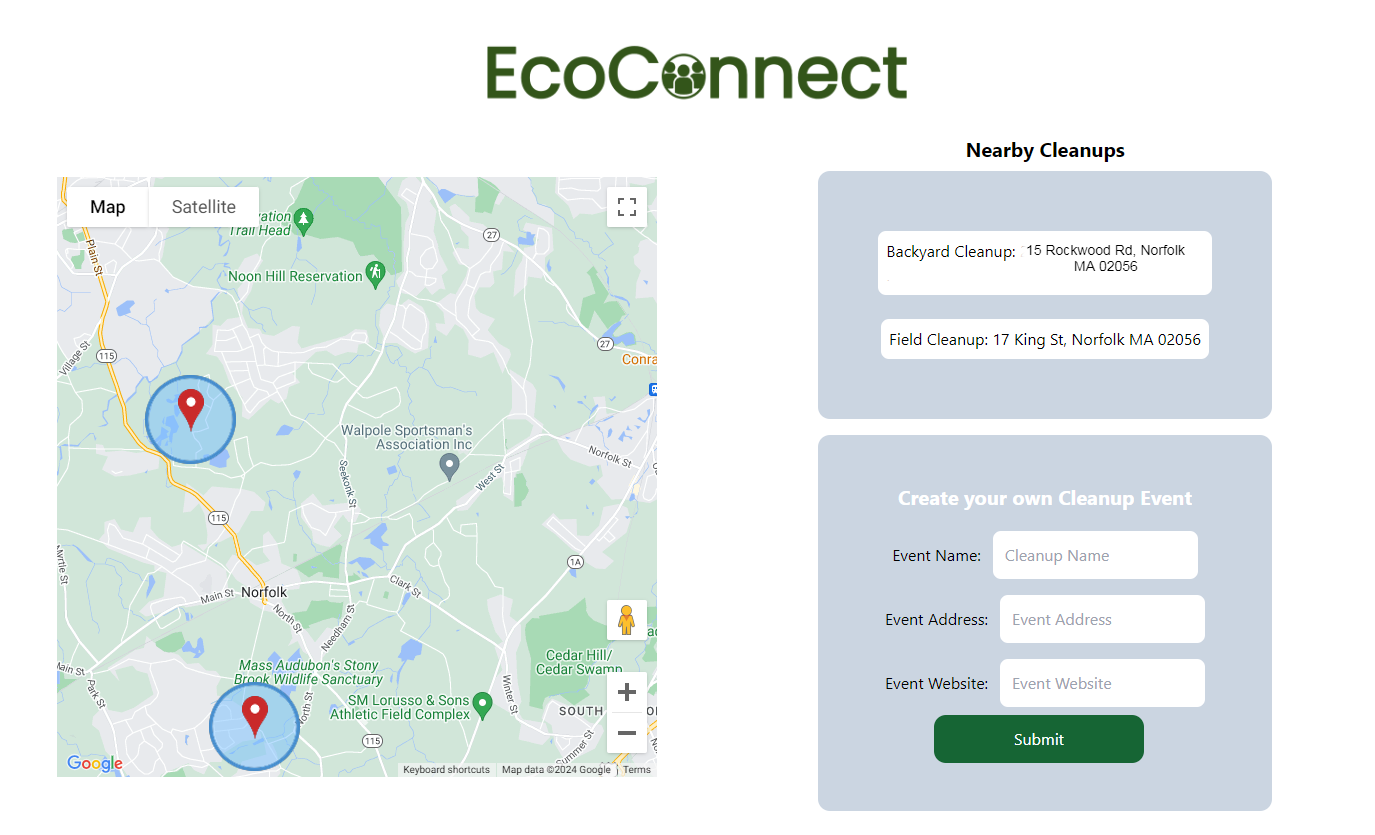 EcoConnect
Nearby Cleanups
Map
Satellite
Trail Head
Noon Hill Reservation
27
Plain St
Village St
115
27
Conra
Backyard Cleanup: 15 Rockwood Rd, Norfolk
MA 02056
Field Cleanup: 17 King St, Norfolk MA 02056
Walpole Sportsman's
Association Inc
Norfolk St
West St
Seekonk St
115
1A
Myrtle St
Clark St
Main St
Norfolk
North St
Needham St
Main St
Park St
Mass Audubon's Stony
Brook Wildlife Sanctuary
Cedar Hill/
Cedar Swamp
Winter St
North St
SM Lorusso & Sons
Athletic Field Complex
SOUTH
115
Summer St
Google
Keyboard shortcuts
Map data ©2024 Google
Terms
Create your own Cleanup Event
Event Name:
Cleanup Name
Event Address:
Event Address
Event Website:
Event Website
Submit